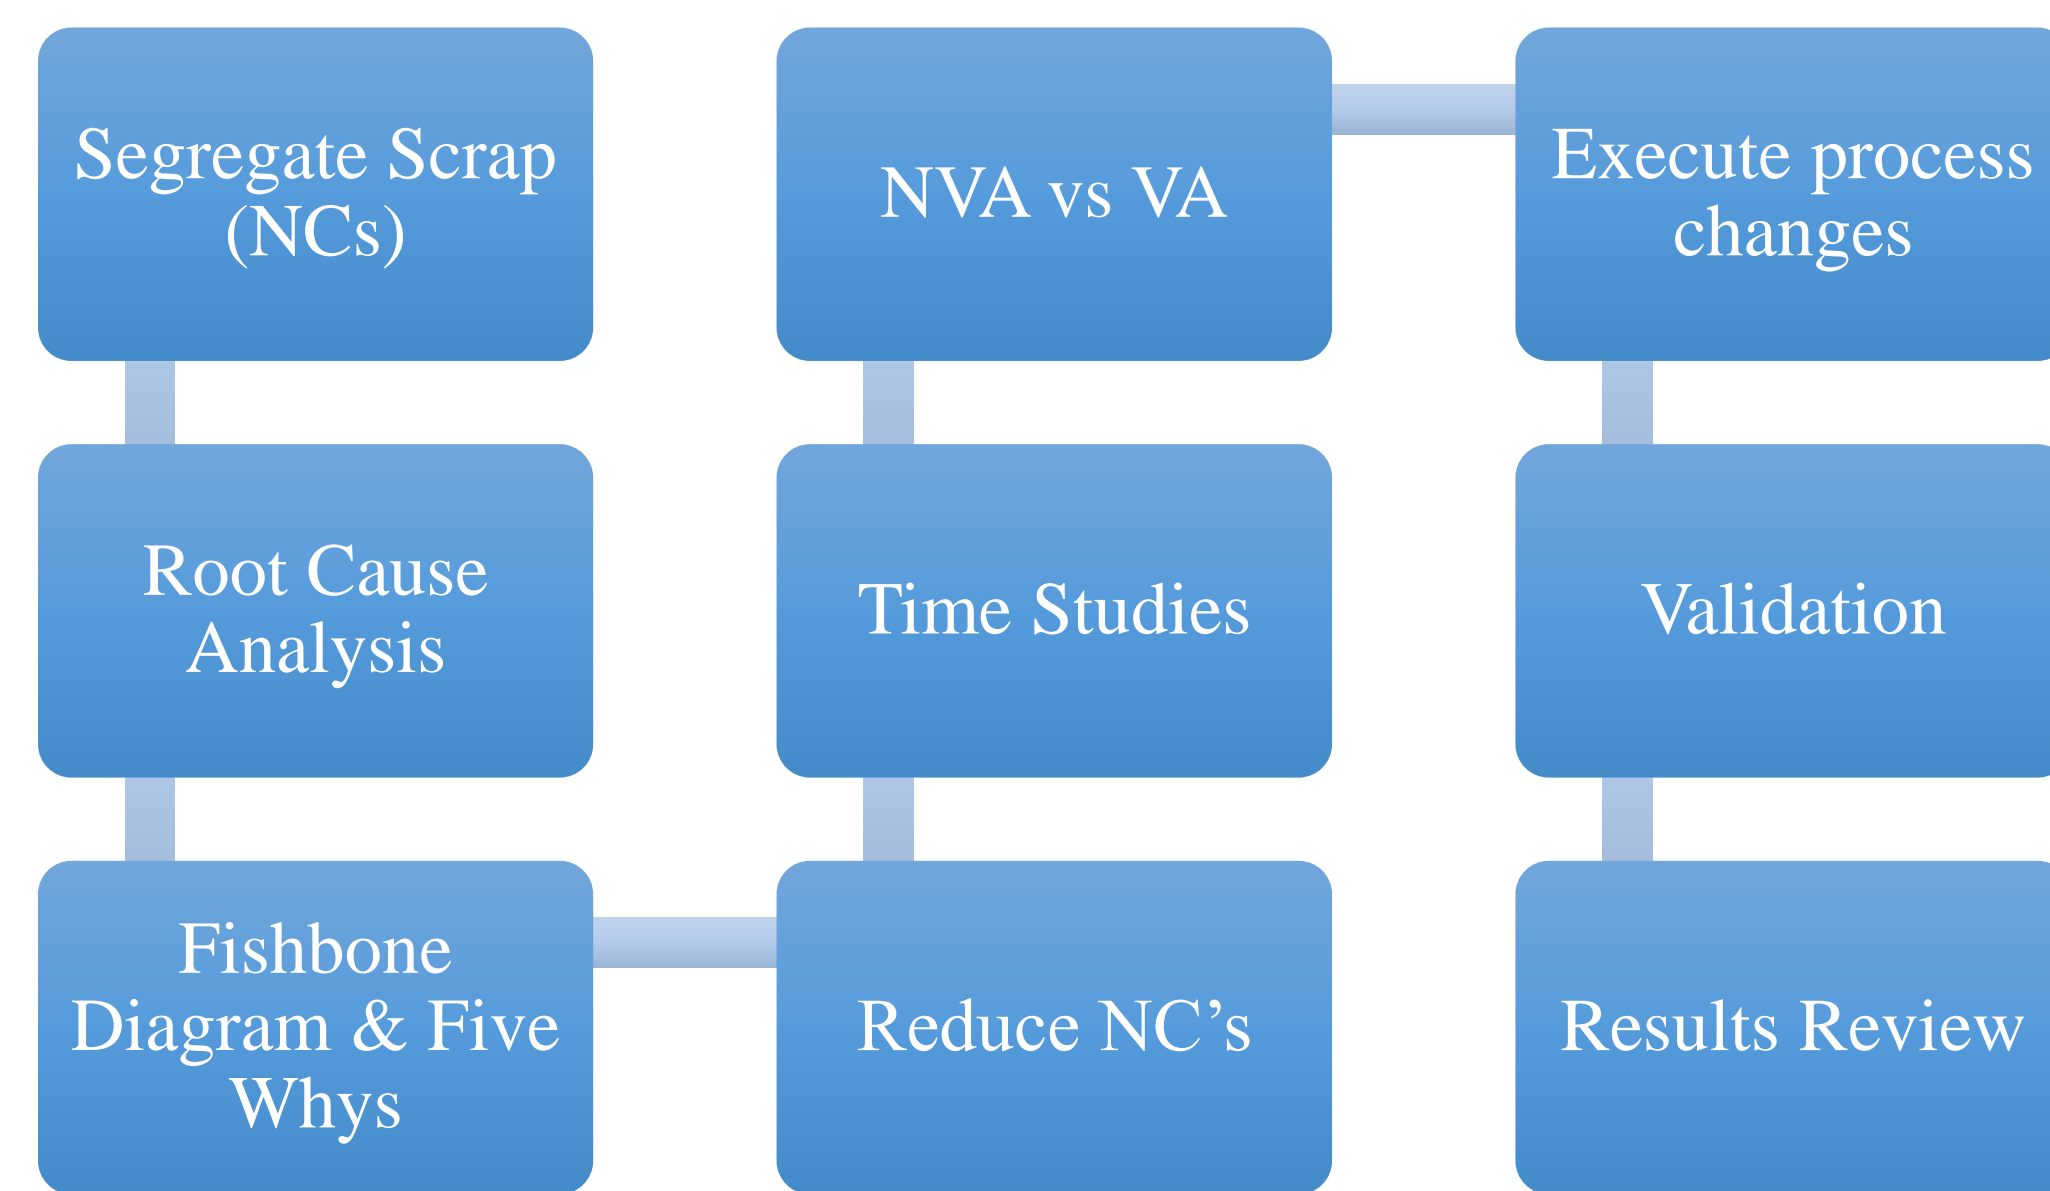 Segregate Scrap
(NCs)
Root Cause
Analysis
Fishbone
Diagram & Five
Whys
Reduce NC’s
Time Studies
NVA vs VA
Execute process
changes
Validation
Results Review